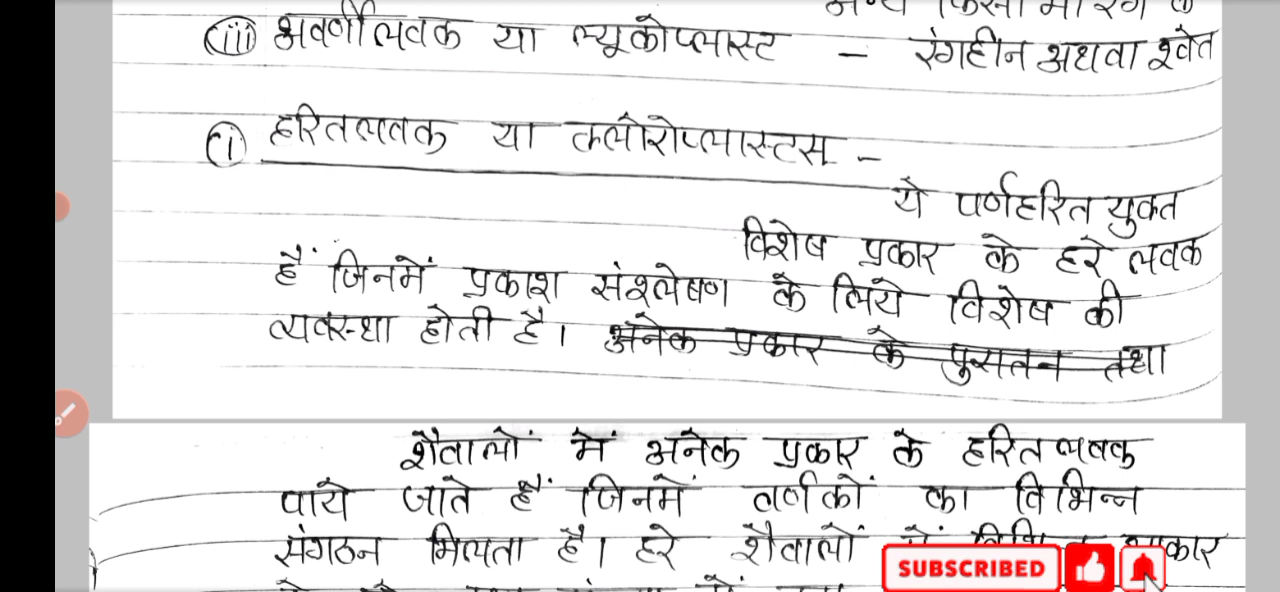 (iii) अवर्णीलवक या ल्यूकोप्लास्ट – रंगहीन अथवा श्वेत
(i) हरितलवक या क्लोरोप्लास्टस –
ये पर्णहरित युक्त
विशेष प्रकार के हरे लवक
हैं जिनमें प्रकाश संश्लेषण के लिये विशेष की
व्यवस्था होती है। अनेक प्रकार के पुरातन तथा
शैवालों में अनेक प्रकार के हरितलवक
पाये जाते हैं जिनमें वर्णकों का विभिन्न
संगठन मिलता है। हरे शैवालों
SUBSCRIBED